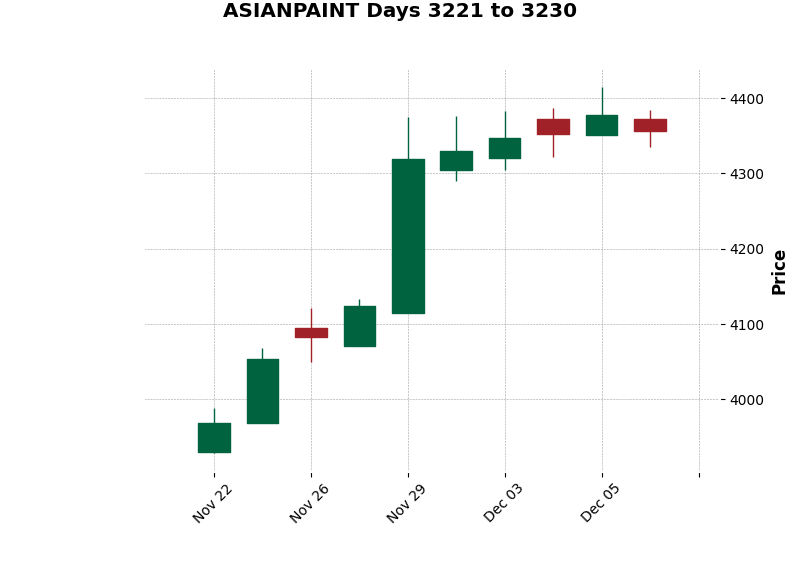 ASIANPAINT Days 3221 to 3230
4400
4300
4200
4100
4000
Price
Nov 22
Nov 26
Nov 29
Dec 03
Dec 05